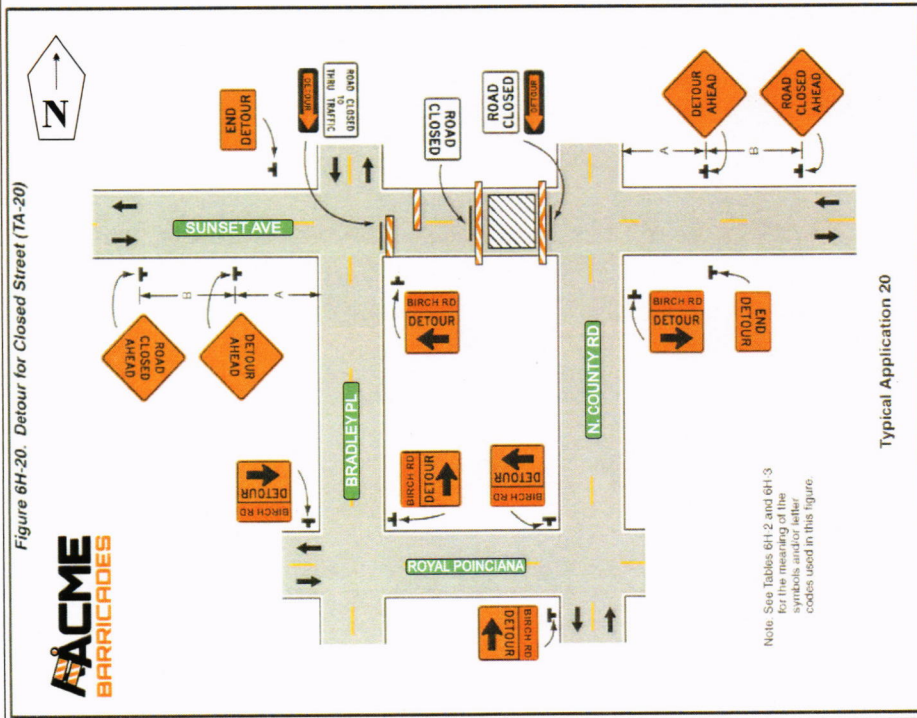 Figure 6H-20. Detour for Closed Street (TA-20)
N
ACME
BARRICADES
END
DETOUR
DETOUR
ROAD CLOSED
TO
THRU TRAFFIC
ROAD
CLOSED
ROAD
CLOSED
DETOUR
DETOUR
AHEAD
ROAD
CLOSED
AHEAD
A
B
SUNSET AVE
B
A
ROAD
CLOSED
AHEAD
DETOUR
AHEAD
BIRCH RD
DETOUR
BRADLEY PL
N. COUNTY RD
BIRCH RD
DETOUR
END
DETOUR
BIRCH RD
DETOUR
BIRCH RD
DETOUR
BIRCH RD
DETOUR
ROYAL POINCIANA
BIRCH RD
DETOUR
Note: See Tables 6H-2 and 6H-3
for the meaning of the
symbols and/or letter
codes used in this figure.
Typical Application 20